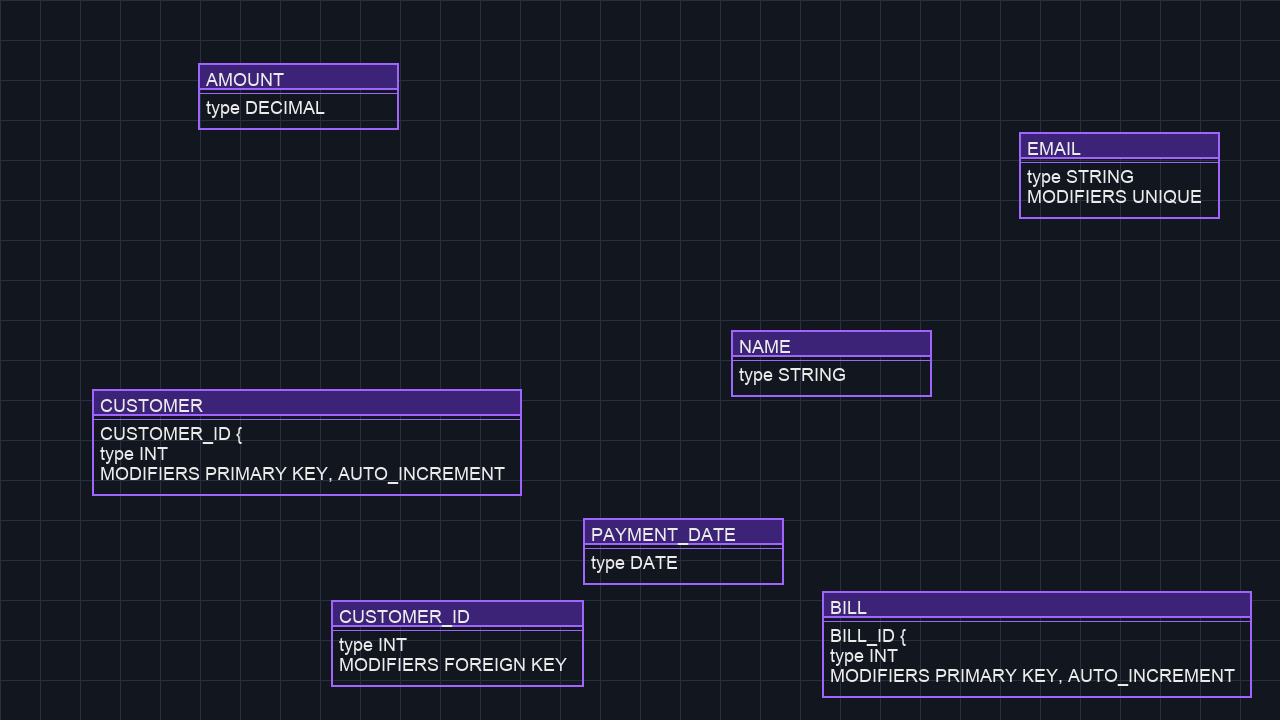 AMOUNT
type DECIMAL
EMAIL
type STRING
MODIFIERS UNIQUE
NAME
type STRING
CUSTOMER
CUSTOMER_ID {
type INT
MODIFIERS PRIMARY KEY, AUTO_INCREMENT
PAYMENT_DATE
type DATE
CUSTOMER_ID
type INT
MODIFIERS FOREIGN KEY
BILL
BILL_ID {
type INT
MODIFIERS PRIMARY KEY, AUTO_INCREMENT